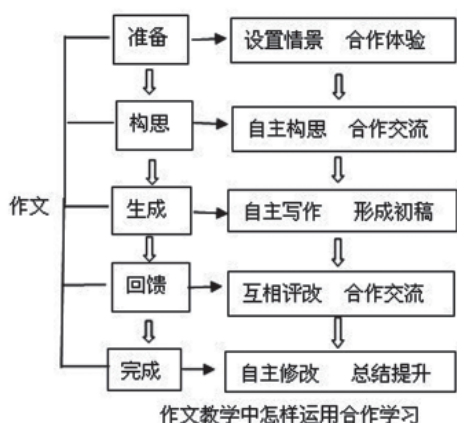 准备 设置情景 合作体验
构思 自主构思 合作交流
作文
生成 自主写作 形成初稿
回馈 互相评改 合作交流
完成 自主修改 总结提升
作文教学中怎样运用合作学习